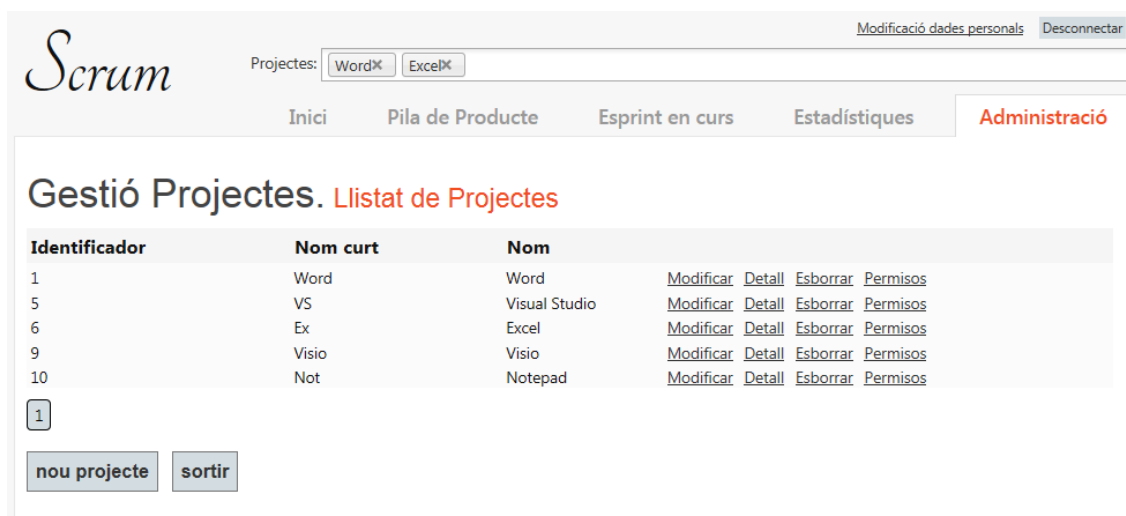 Scrum
Modificació dades personals Desconnectar
Projectes: Word✕ Excel✕
Inici Pila de Producte Esprint en curs Estadístiques Administració
Gestió Projectes. Llistat de Projectes
Identificador Nom curt Nom
1 Word Word Modificar Detall Esborrar Permisos
5 VS Visual Studio Modificar Detall Esborrar Permisos
6 Ex Excel Modificar Detall Esborrar Permisos
9 Visio Visio Modificar Detall Esborrar Permisos
10 Not Notepad Modificar Detall Esborrar Permisos
1
nou projecte sortir